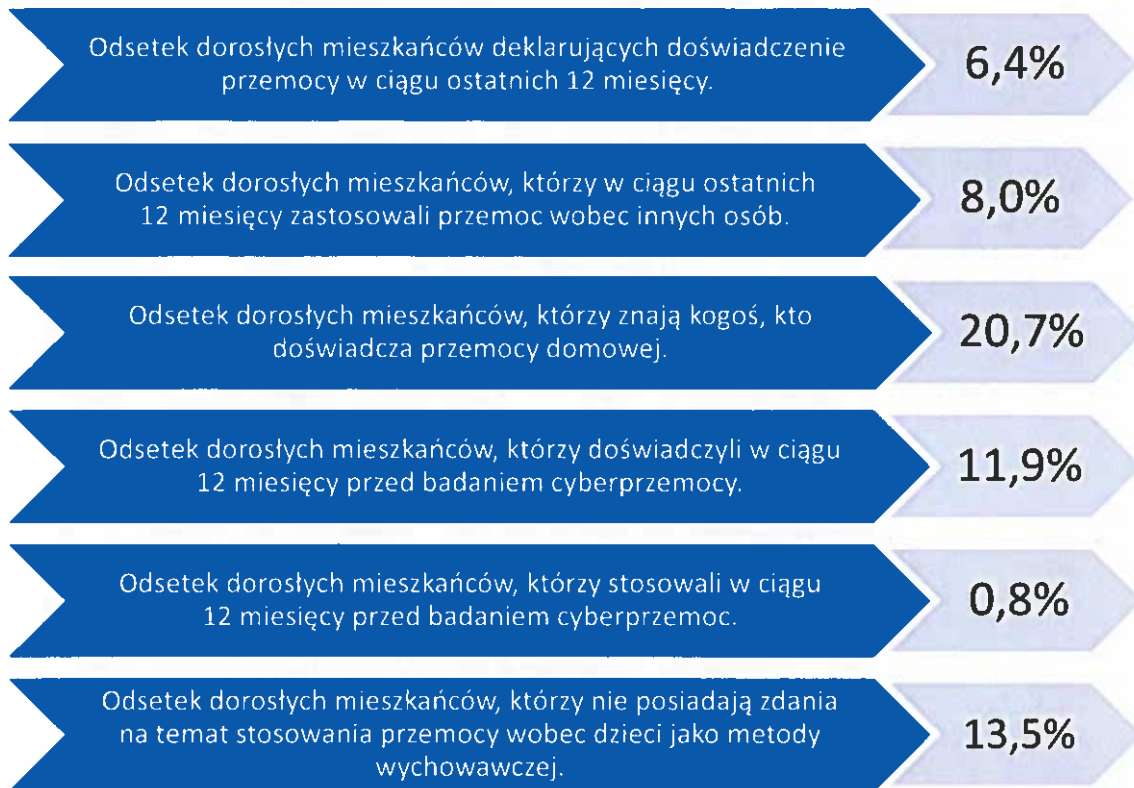 Odsetek dorosłych mieszkańców deklarujących doświadczenie
przemocy w ciągu ostatnich 12 miesięcy.
6,4%
Odsetek dorosłych mieszkańców, którzy w ciągu ostatnich
12 miesięcy zastosowali przemoc wobec innych osób.
8,0%
Odsetek dorosłych mieszkańców, którzy znają kogoś, kto
doświadcza przemocy domowej.
20,7%
Odsetek dorosłych mieszkańców, którzy doświadczyli w ciągu
12 miesięcy przed badaniem cyberprzemocy.
11,9%
Odsetek dorosłych mieszkańców, którzy stosowali w ciągu
12 miesięcy przed badaniem cyberprzemoc.
0,8%
Odsetek dorosłych mieszkańców, którzy nie posiadają zdania
na temat stosowania przemocy wobec dzieci jako metody
wychowawczej.
13,5%